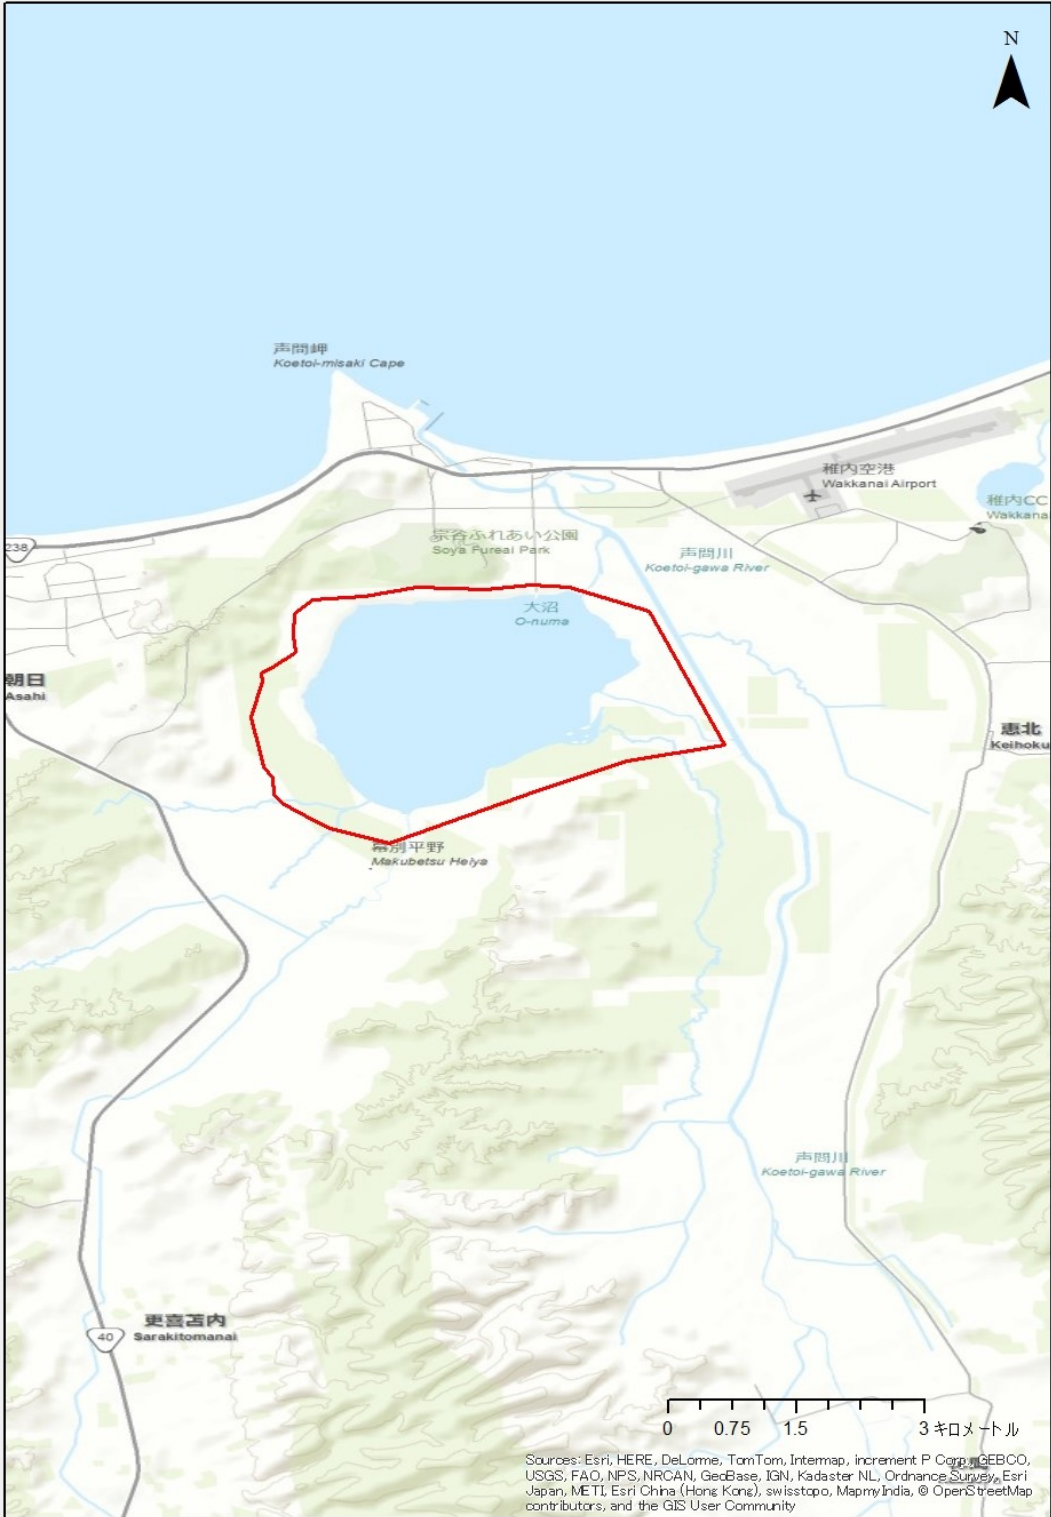 N
声問岬
Koetoi-misaki Cape
稚内空港
Wakkanai Airport
稚内CC
Wakkana
238
宗谷ふれあい公園
Soya Fureai Park
声問川
Koetoi-gawa River
大沼
O-numa
朝日
Asahi
恵北
Keihoku
幕別平野
Makubetsu Heiya
声問川
Koetoi-gawa River
更喜苫内
Sarakitomanai
40
0 0.75 1.5 3 キロメートル
Sources: Esri, HERE, DeLorme, TomTom, Intermap, increment P Corp., GEBCO,
USGS, FAO, NPS, NRCAN, GeoBase, IGN, Kadaster NL, Ordnance Survey, Esri
Japan, METI, Esri China (Hong Kong), swisstopo, MapmyIndia, © OpenStreetMap
contributors, and the GIS User Community